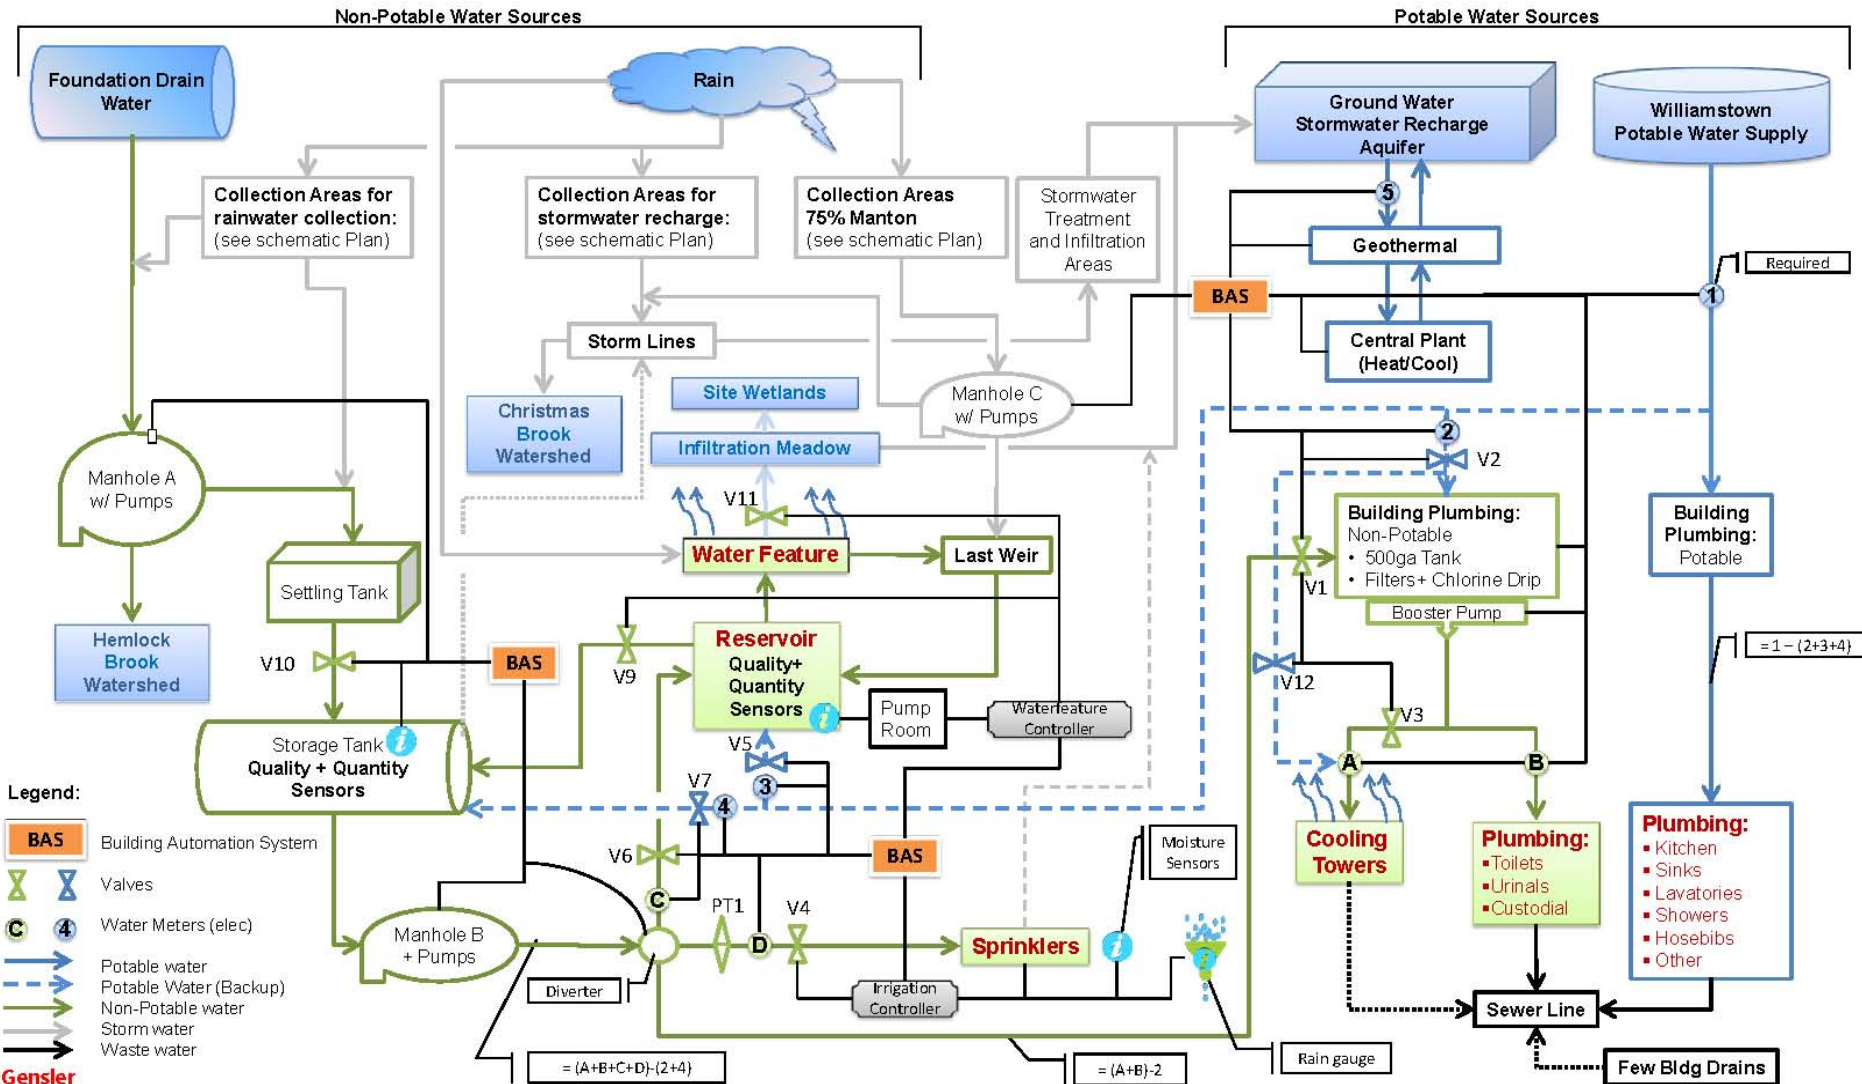 Non-Potable Water Sources
Potable Water Sources
Foundation Drain
Water
Rain
Ground Water
Stormwater Recharge
Aquifer
Williamstown
Potable Water Supply
Collection Areas for
rainwater collection:
(see schematic Plan)
Collection Areas for
stormwater recharge:
(see schematic Plan)
Collection Areas
75% Manton
(see schematic Plan)
Stormwater
Treatment
and Infiltration
Areas
5
Geothermal
Required
BAS
1
Storm Lines
Central Plant
(Heat/Cool)
Site Wetlands
Manhole C
w/ Pumps
Christmas
Brook
Watershed
Infiltration Meadow
2
V2
Manhole A
w/ Pumps
V11
Building Plumbing:
Non-Potable
• 500ga Tank
• Filters+ Chlorine Drip
Building
Plumbing:
Potable
Water Feature
Last Weir
V1
Settling Tank
Booster Pump
Hemlock
Brook
Watershed
Reservoir
Quality+
Quantity
Sensors
i
= 1 – (2+3+4)
V10
BAS
V9
V12
Pump
Room
Waterfeature
Controller
V3
Storage Tank
i
Quality + Quantity
Sensors
V5
A
B
V7
3
4
Legend:
BAS
Building Automation System
Valves
C
4
Water Meters (elec)
Potable water
Potable Water (Backup)
Non-Potable water
Storm water
Waste water
Gensler
V6
BAS
Moisture
Sensors
Cooling
Towers
Plumbing:
▪Toilets
▪Urinals
▪Custodial
Plumbing:
▪ Kitchen
▪ Sinks
▪ Lavatories
▪ Showers
▪ Hosebibs
▪ Other
C
PT1
V4
Manhole B
+ Pumps
D
Sprinklers
i
i
Diverter
Irrigation
Controller
Sewer Line
= (A+B+C+D)-(2+4)
= (A+B)-2
Rain gauge
Few Bldg Drains